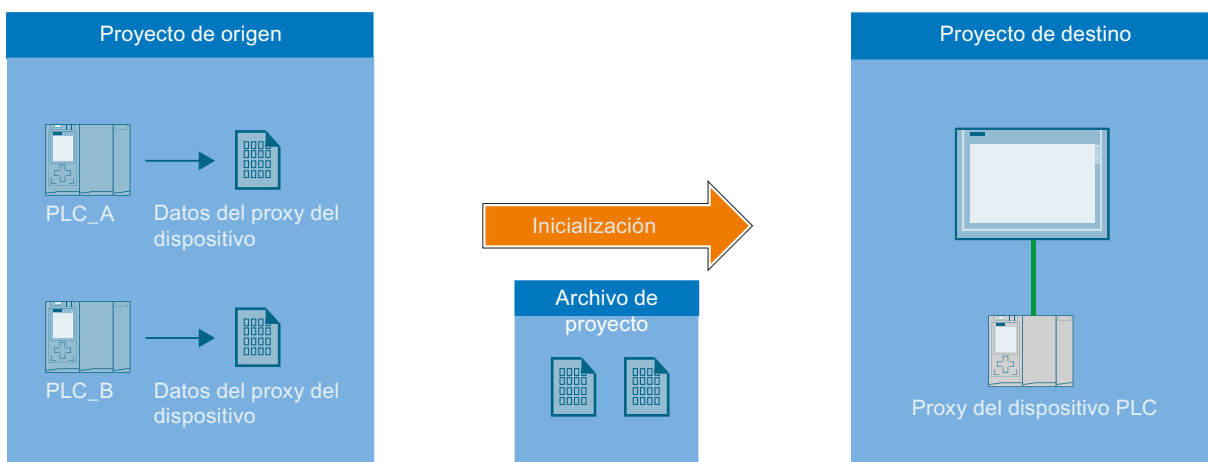 Proyecto de origen
PLC_A
Datos del proxy del
dispositivo
PLC_B
Datos del proxy del
dispositivo
Inicialización
Archivo de
proyecto
Proyecto de destino
Proxy del dispositivo PLC